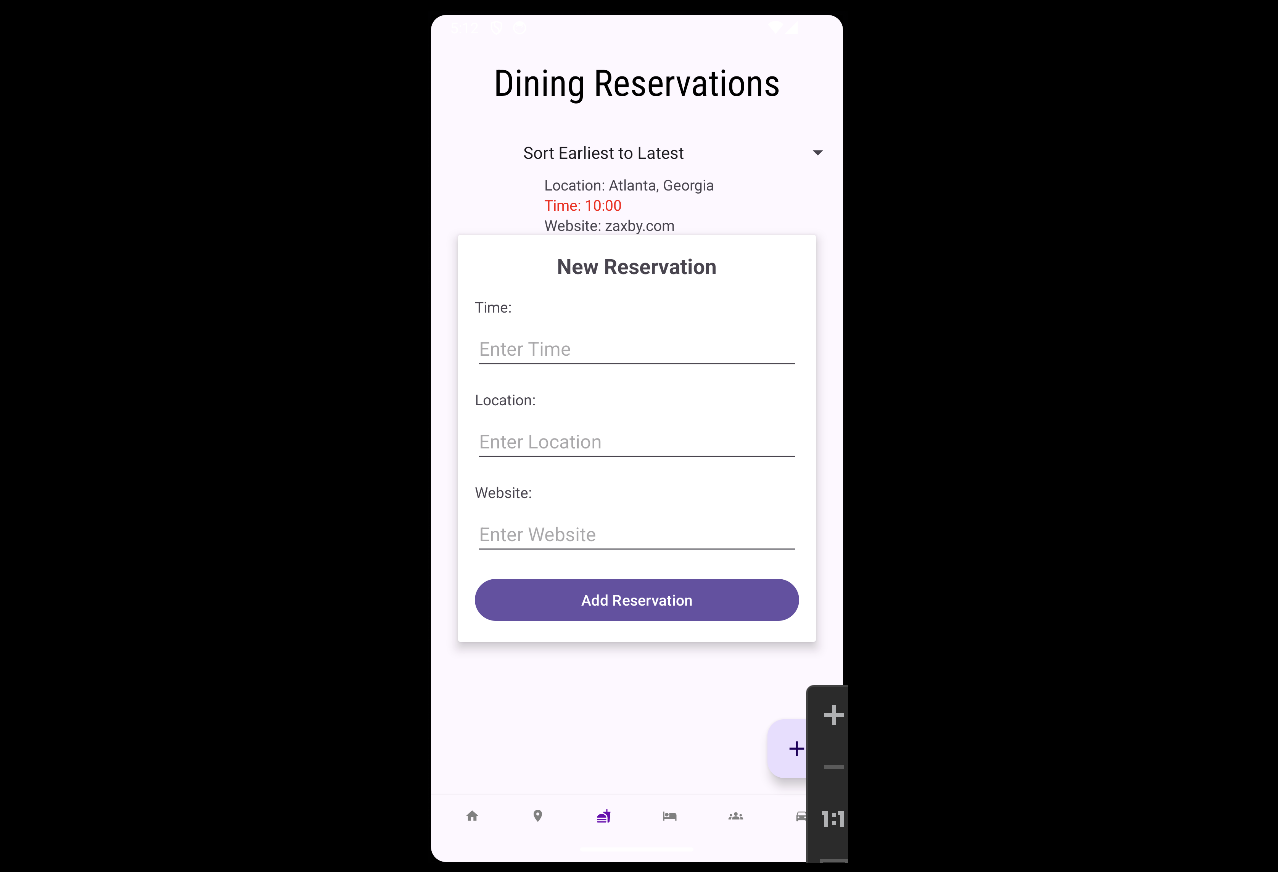 Dining Reservations
Sort Earliest to Latest
Location: Atlanta, Georgia
Time: 10:00
Website: zaxby.com
New Reservation
Time:
Enter Time
Location:
Enter Location
Website:
Enter Website
Add Reservation
1:1